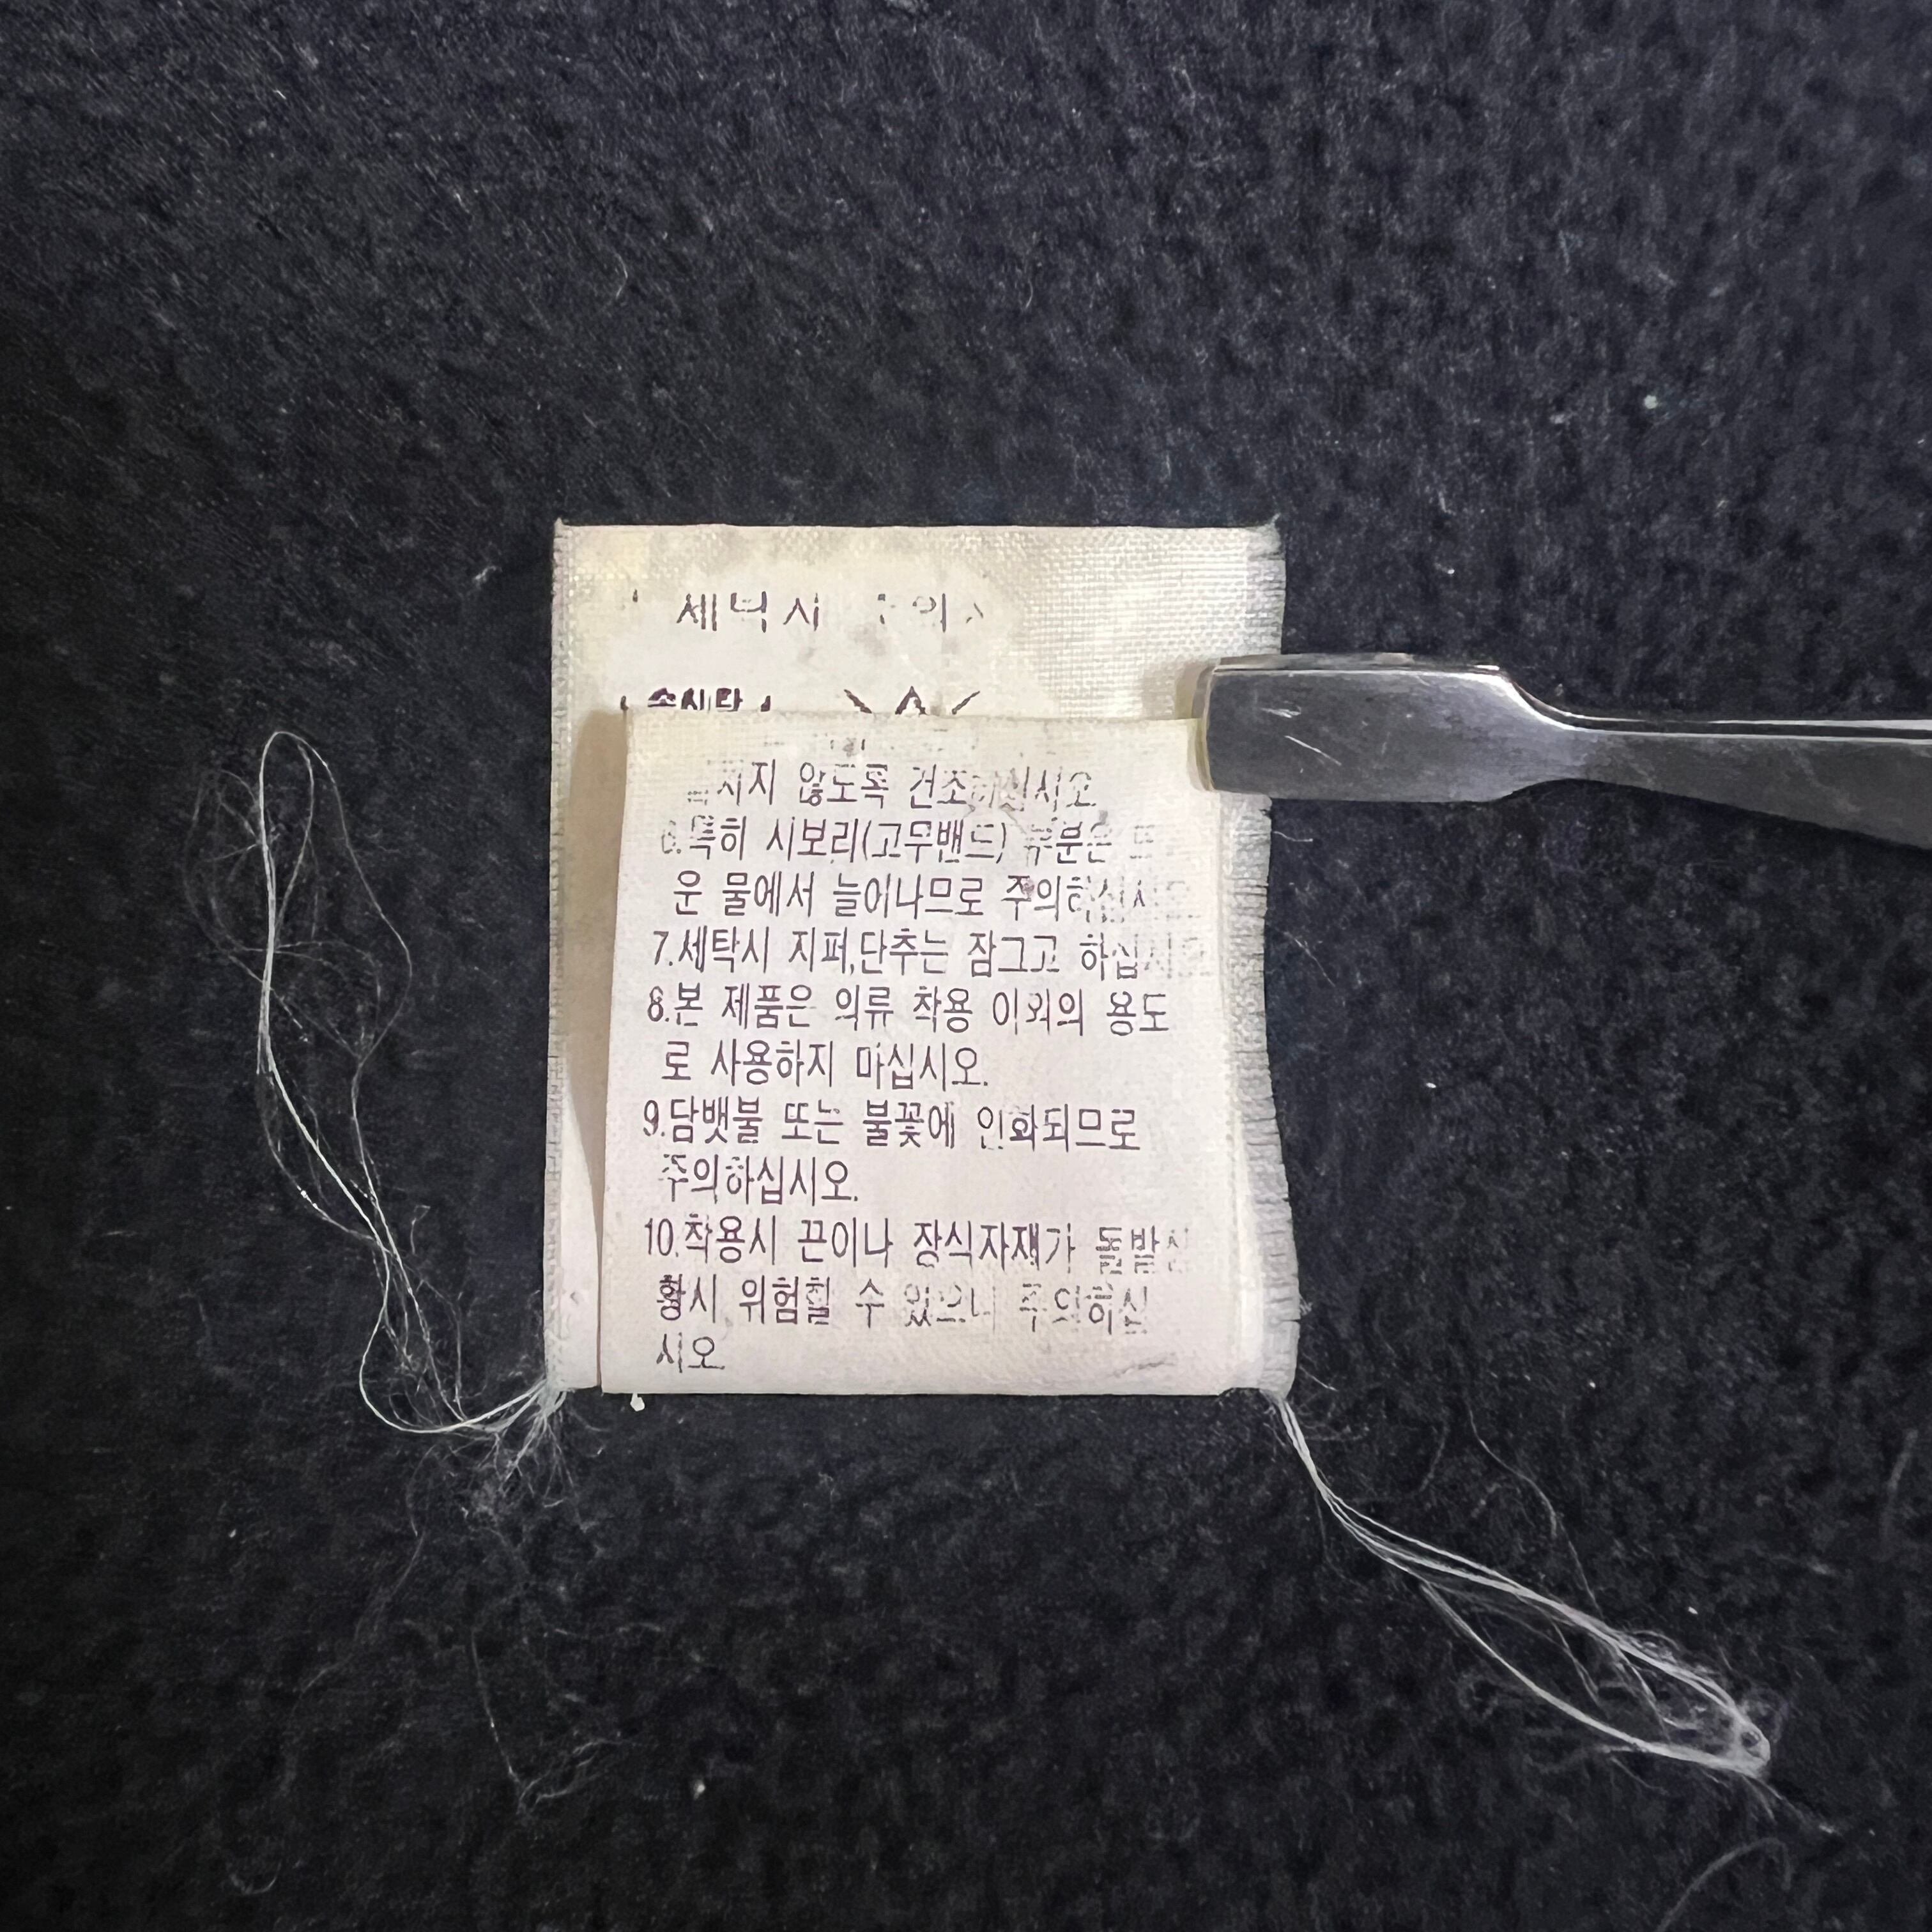 세탁시
않도록 건조하십시오.
6.특히 시보리(고무밴드) 부분은
운 물에서 늘어나므로 주의하십시오.
7.세탁시 지퍼,단추는 잠그고 하십시오
8.본 제품은 의류 착용 이외의 용도
로 사용하지 마십시오.
9.담뱃불 또는 불꽃에 인화되므로
주의하십시오.
10.착용시 끈이나 장식자재가 돌발상
황시 위험할 수 있으니 주의하십
시오